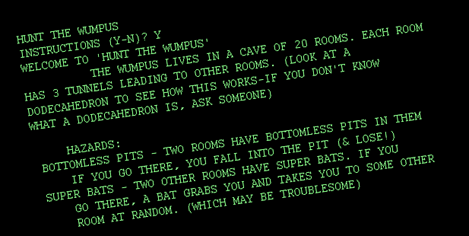 HUNT THE WUMPUS
INSTRUCTIONS (Y-N)? Y
WELCOME TO 'HUNT THE WUMPUS'
THE WUMPUS LIVES IN A CAVE OF 20 ROOMS. EACH ROOM
HAS 3 TUNNELS LEADING TO OTHER ROOMS. (LOOK AT A
DODECAHEDRON TO SEE HOW THIS WORKS-IF YOU DON'T KNOW
WHAT A DODECAHEDRON IS, ASK SOMEONE)
HAZARDS:
BOTTOMLESS PITS - TWO ROOMS HAVE BOTTOMLESS PITS IN THEM
IF YOU GO THERE, YOU FALL INTO THE PIT (& LOSE!)
SUPER BATS - TWO OTHER ROOMS HAVE SUPER BATS. IF YOU
GO THERE, A BAT GRABS YOU AND TAKES YOU TO SOME OTHER
ROOM AT RANDOM. (WHICH MAY BE TROUBLESOME)